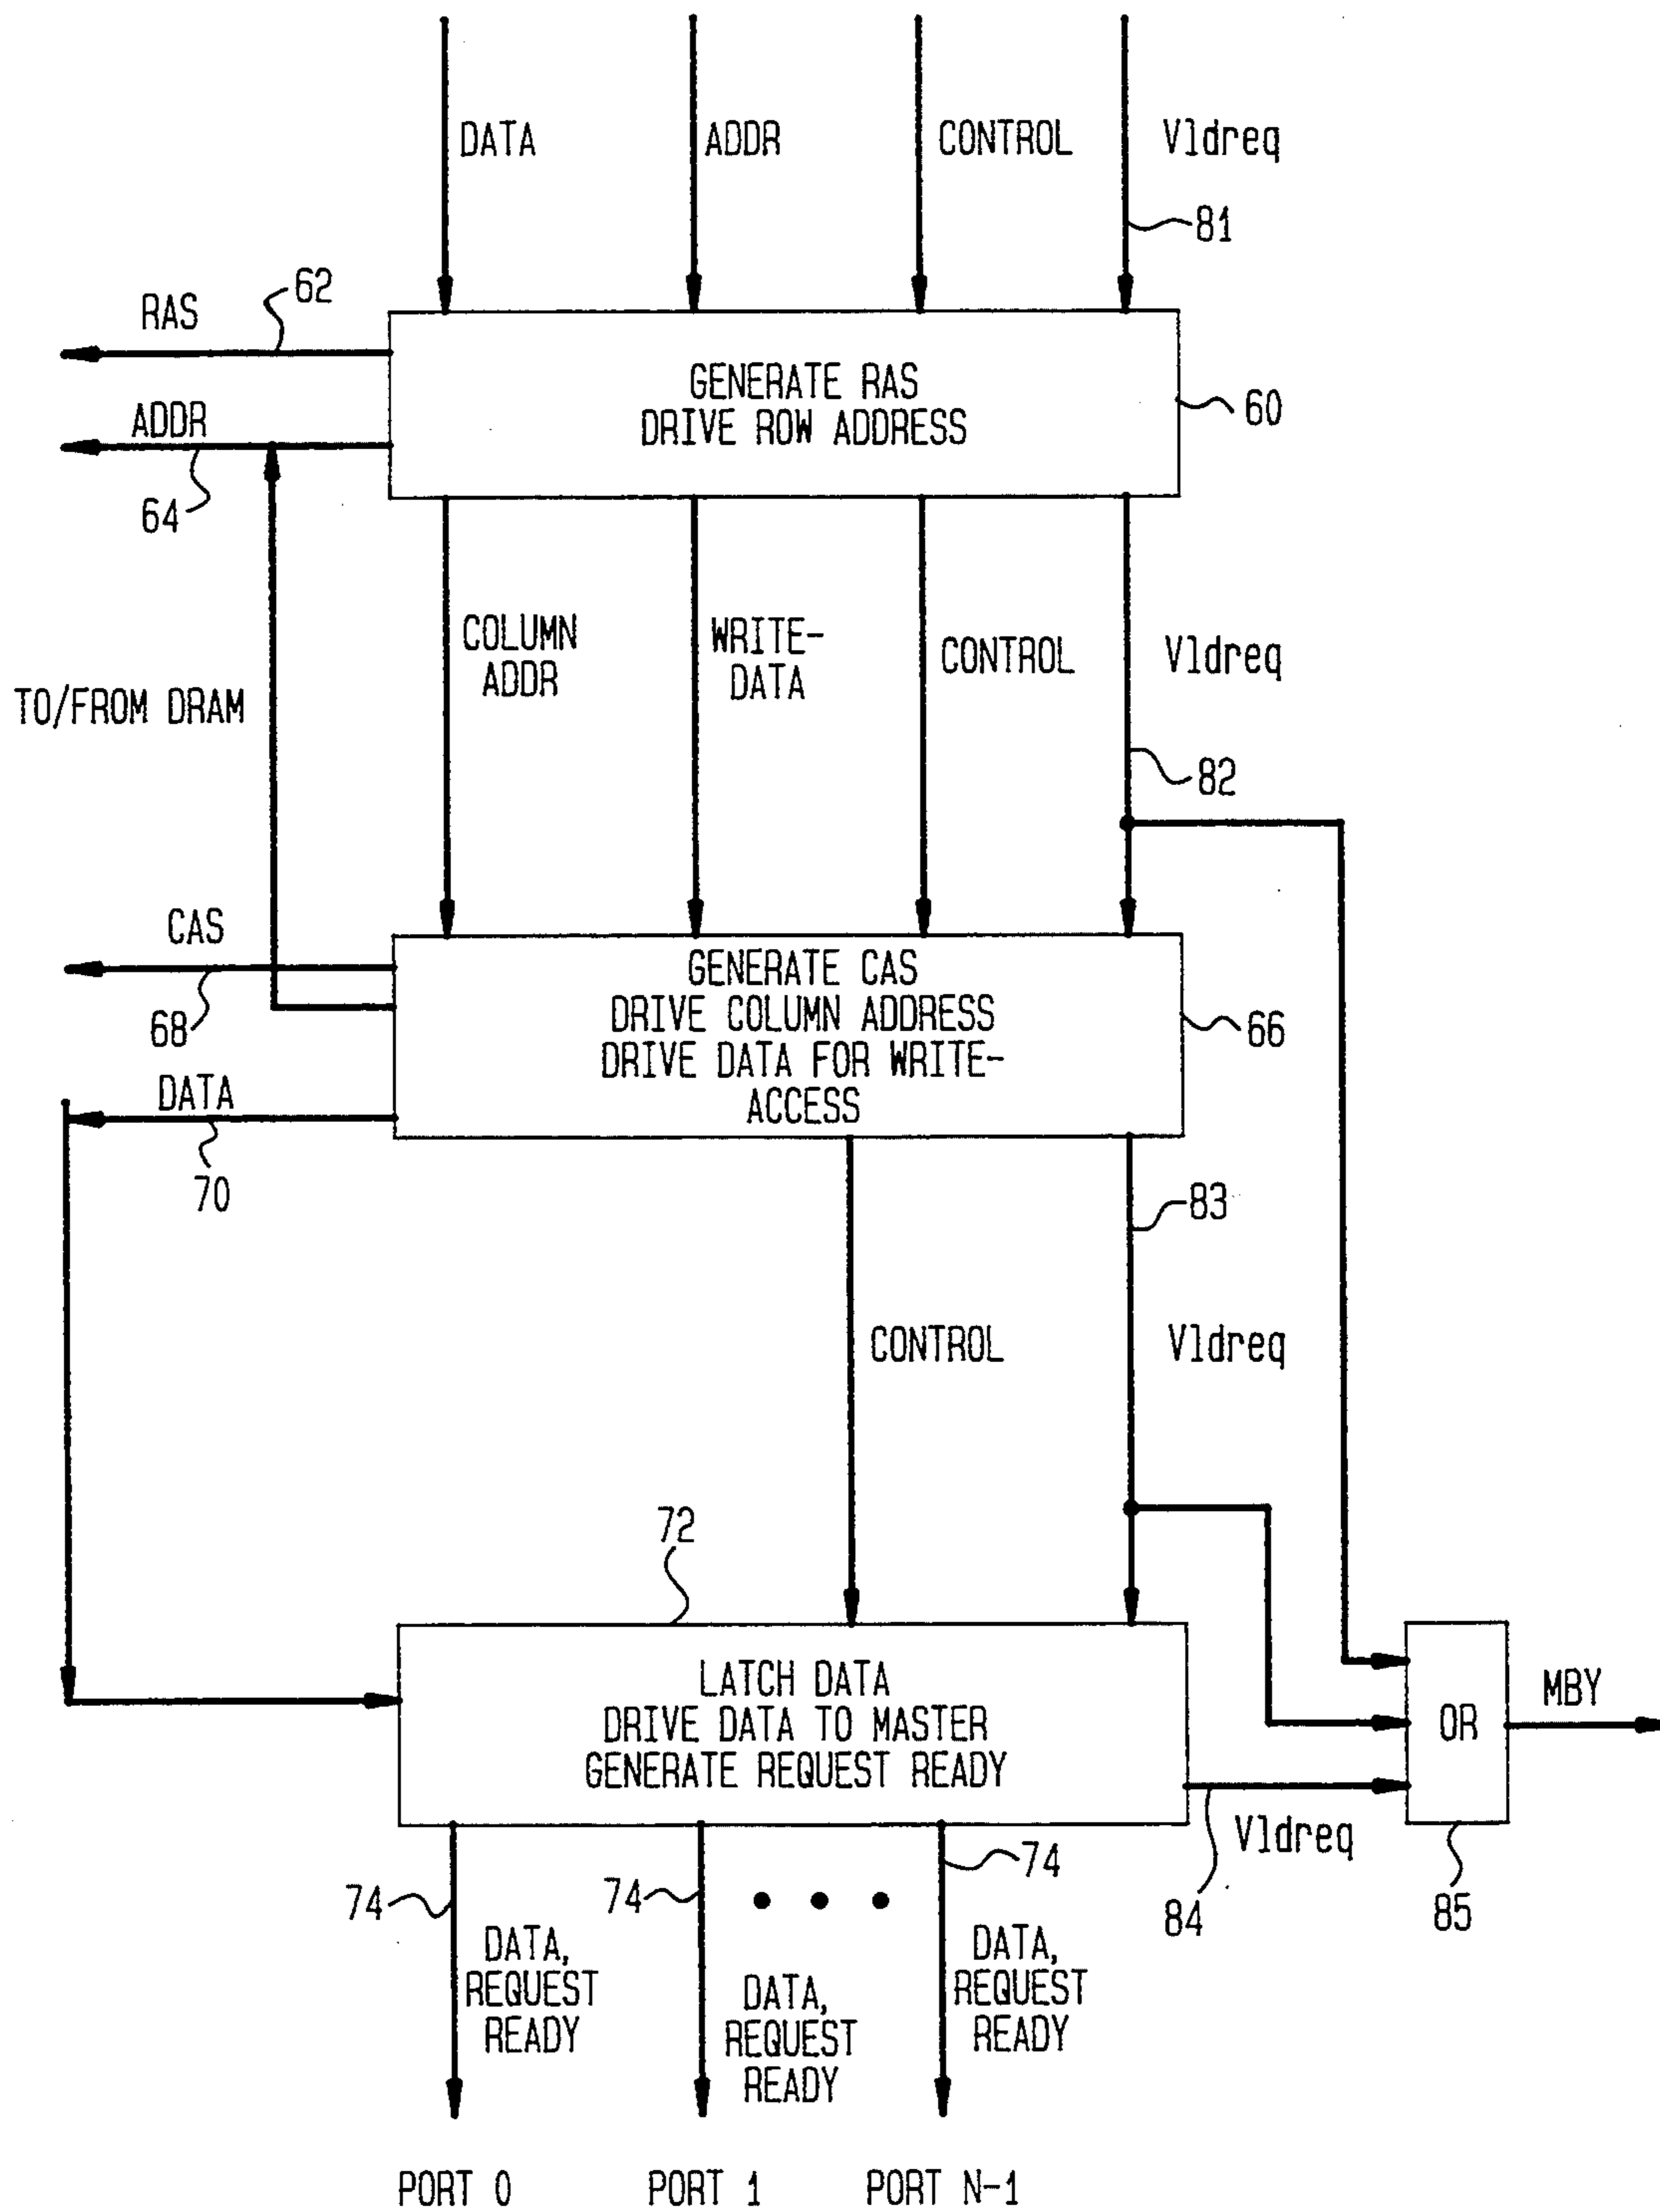 DATA
ADDR
CONTROL
Vldreq
81
RAS
62
GENERATE RAS
DRIVE ROW ADDRESS
60
ADDR
64
COLUMN
ADDR
WRITE-
DATA
CONTROL
Vldreq
TO/FROM DRAM
82
CAS
68
GENERATE CAS
DRIVE COLUMN ADDRESS
DRIVE DATA FOR WRITE-
ACCESS
66
DATA
70
83
CONTROL
Vldreq
72
LATCH DATA
DRIVE DATA TO MASTER
GENERATE REQUEST READY
OR
MBY
Vldreq
84
85
74
74
74
DATA,
REQUEST
READY
DATA,
REQUEST
READY
DATA,
REQUEST
READY
PORT 0
PORT 1
PORT N-1